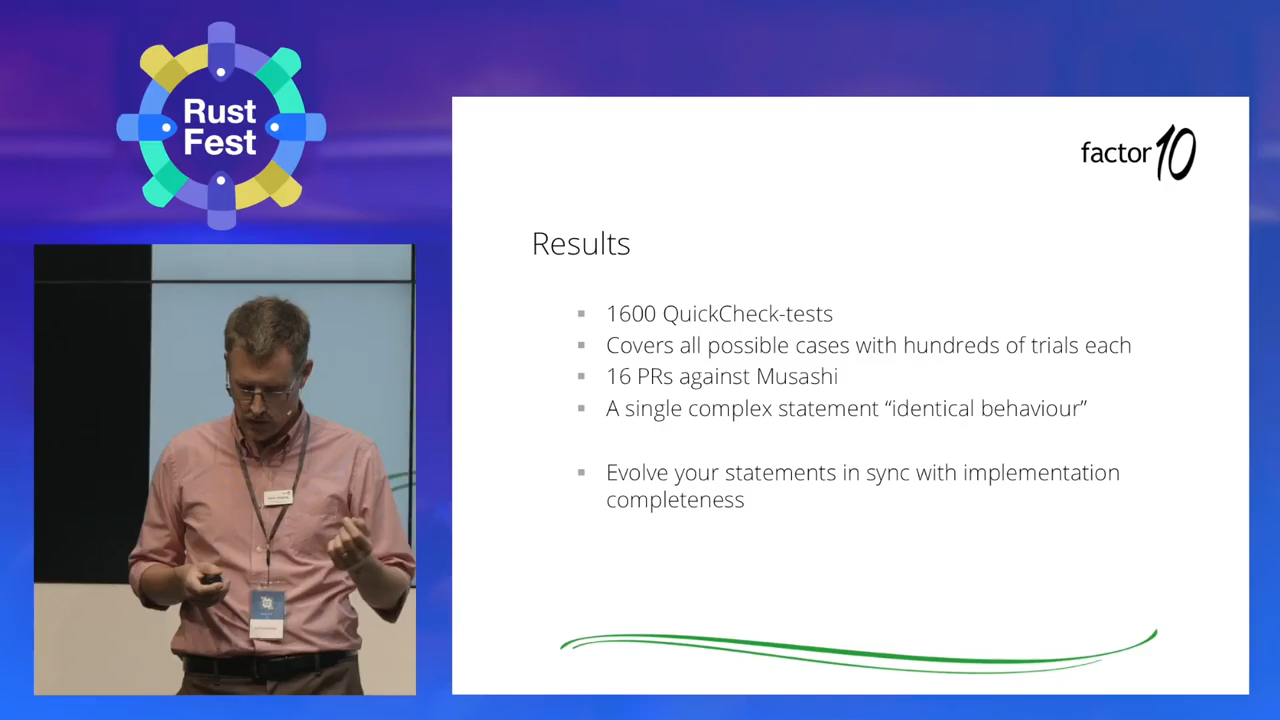 Rust
Fest
factor10
Results
1600 QuickCheck-tests
Covers all possible cases with hundreds of trials each
16 PRs against Musashi
A single complex statement “identical behaviour”
Evolve your statements in sync with implementation
completeness